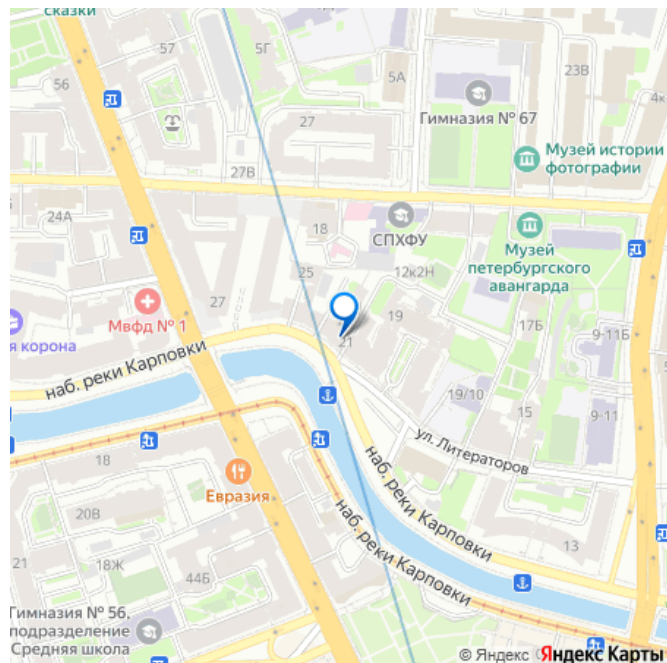 сказки
57
5Г
56
5А
23В
4к
Гимназия № 67
27
Музей истории
фотографии
27В
24А
18
СПХФУ
Музей
петербургского
авангарда
25
12к2Н
27
Мвфд № 1
19
17Б
9-11Б
я корона
21
наб. реки Карповки
19/10
15
9-11
ул. Литераторов
18
Евразия
наб. реки Карповки
20В
наб. реки Карповки
13
21
18Ж
44Б
Гимназия № 56,
подразделение
Средняя школа
© Яндекс Яндекс Карты